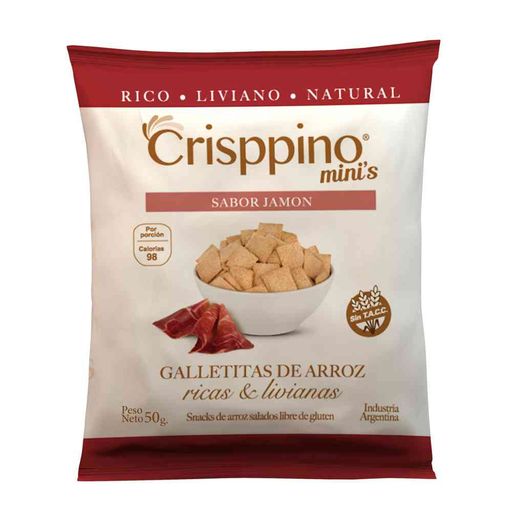 RICO • LIVIANO • NATURAL
Crisppino®
mini's
SABOR JAMON
Por porción
Calorías
98
Sin T.A.C.C.
GALLETITAS DE ARROZ
ricas & livianas
Peso
Neto 50g.
Snacks de arroz salados libre de gluten
Industria
Argentina